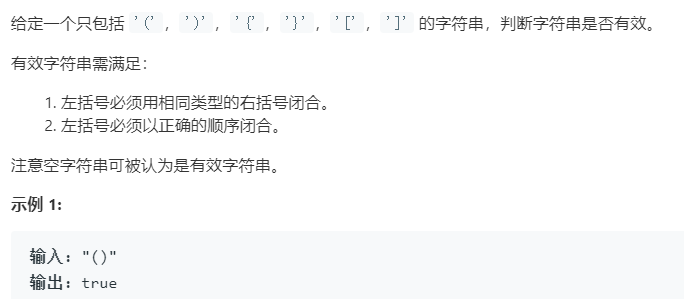 给定一个只包括 '(', ')', '{', '}', '[', ']' 的字符串，判断字符串是否有效。
有效字符串需满足：
1. 左括号必须用相同类型的右括号闭合。
2. 左括号必须以正确的顺序闭合。
注意空字符串可被认为是有效字符串。
示例 1:
输入: "()"
输出: true